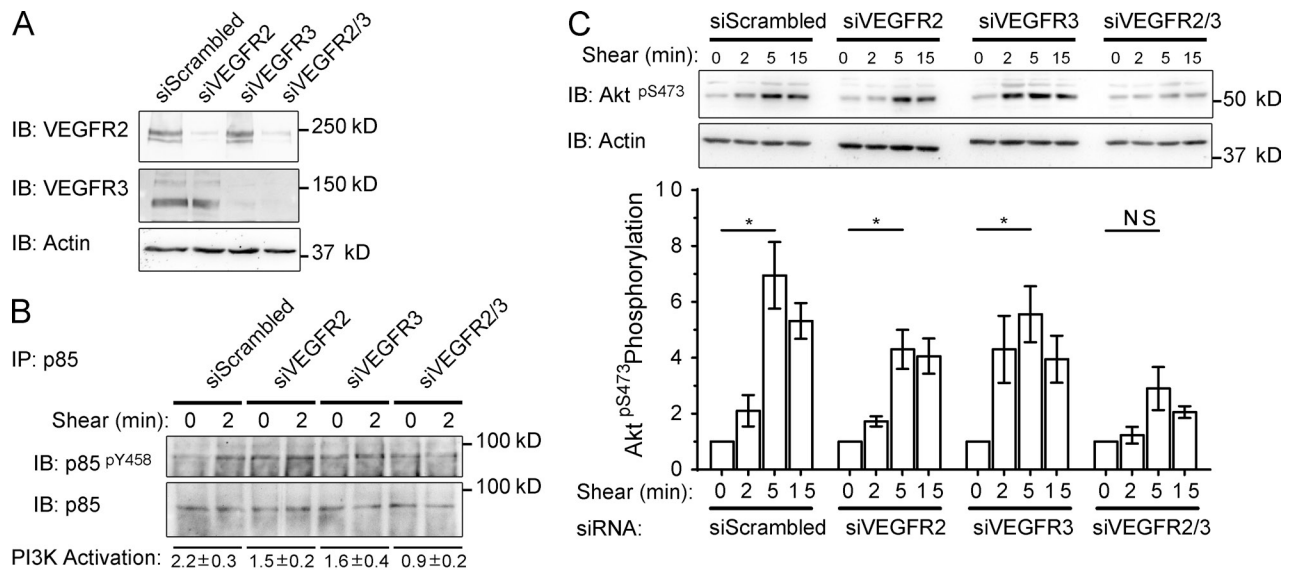 A
siScrambled
siVEGFR2
siVEGFR3
siVEGFR2/3
IB: VEGFR2
250 kD
IB: VEGFR3
150 kD
IB: Actin
37 kD
B
IP: p85
siScrambled
siVEGFR2
siVEGFR3
siVEGFR2/3
Shear (min): 0 2 0 2 0 2 0 2
IB: p85 pY458
100 kD
IB: p85
100 kD
PI3K Activation: 2.2±0.3 1.5±0.2 1.6±0.4 0.9±0.2
C
siScrambled siVEGFR2 siVEGFR3 siVEGFR2/3
Shear (min): 0 2 5 15 0 2 5 15 0 2 5 15 0 2 5 15
IB: Akt pS473
50 kD
IB: Actin
37 kD
Akt pS473 Phosphorylation
10
8
6
4
2
0
* * * NS
Shear (min): 0 2 5 15 0 2 5 15 0 2 5 15 0 2 5 15
siRNA: siScrambled siVEGFR2 siVEGFR3 siVEGFR2/3